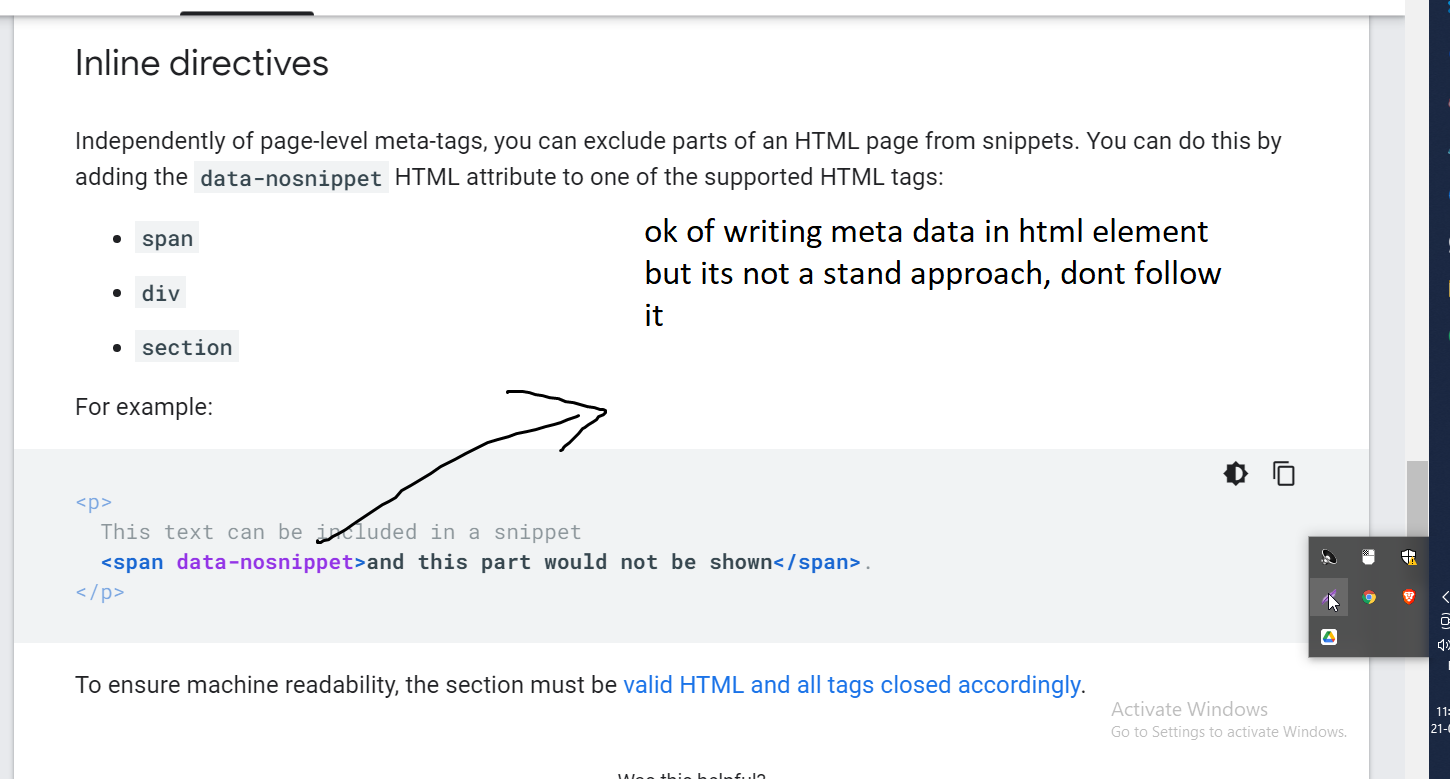 Inline directives
Independently of page-level meta-tags, you can exclude parts of an HTML page from snippets. You can do this by
adding the data-nosnippet HTML attribute to one of the supported HTML tags:
span
div
section
ok of writing meta data in html element
but its not a stand approach, dont follow
it
For example:
<p>
This text can be included in a snippet
<span data-nosnippet>and this part would not be shown</span>.
</p>
To ensure machine readability, the section must be valid HTML and all tags closed accordingly.
Activate Windows
Go to Settings to activate Windows.
Was this helpful?